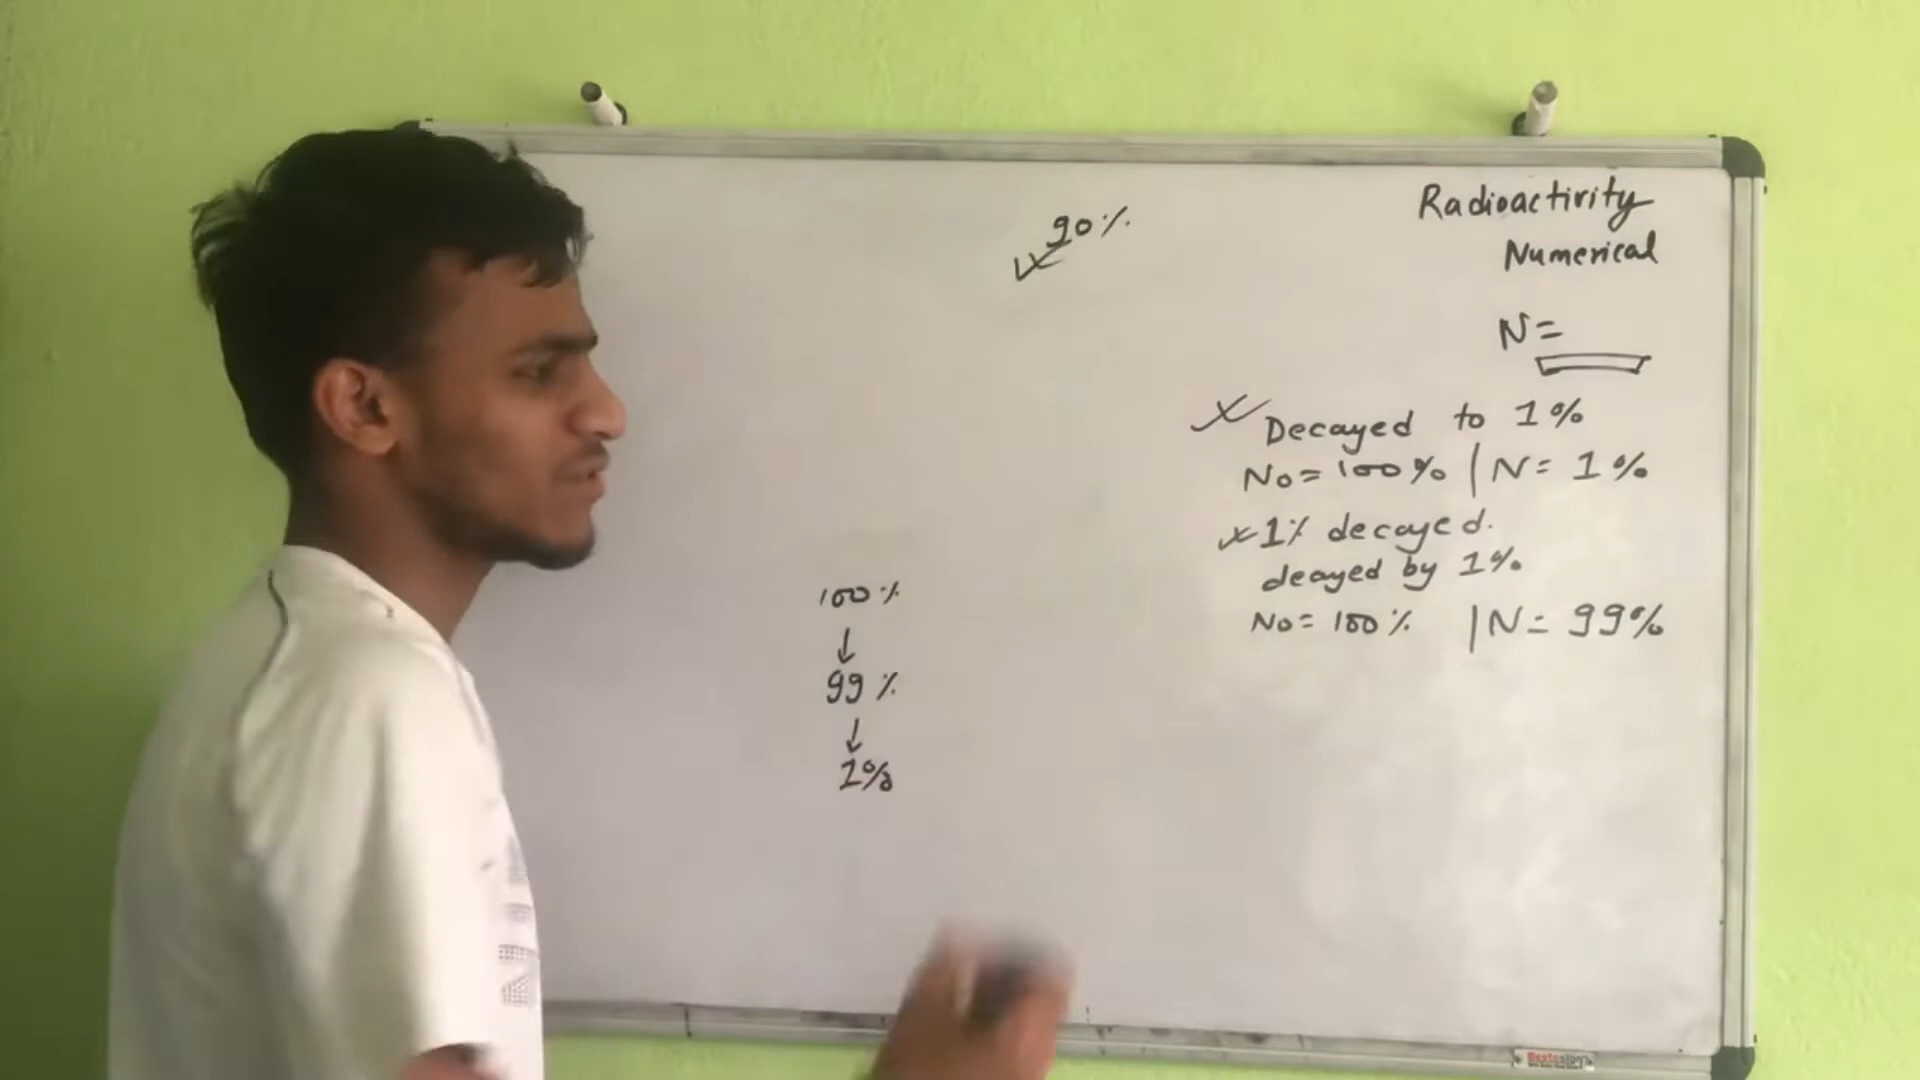 90%
Radioactivity
Numerical
N=
Decayed to 1%
No = 100% | N = 1%
1% decayed.
deayed by 1%
No = 100% | N = 99%
100%
↓
99%
↓
1%